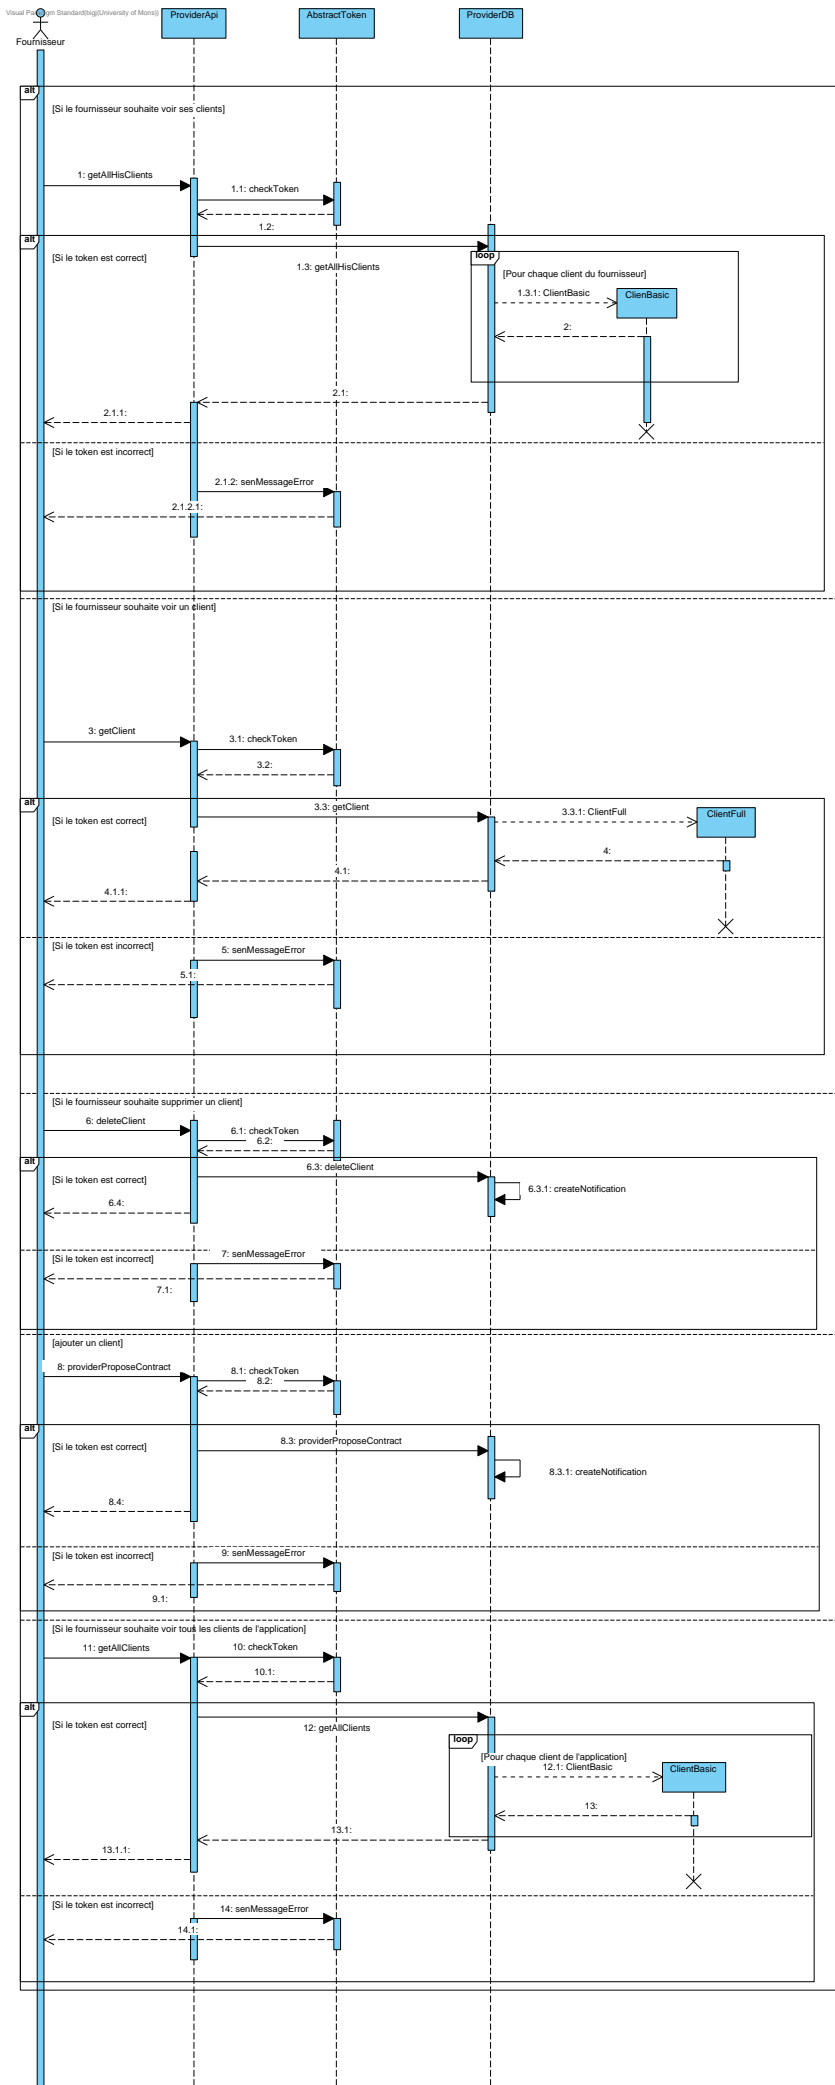 Visual Paradigm Standard(bigj(University of Mons))
Fournisseur
ProviderApi
AbstractToken
ProviderDB
alt
[Si le fournisseur souhaite voir ses clients]
1: getAllHisClients
1.1: checkToken
1.2:
alt
[Si le token est correct]
1.3: getAllHisClients
loop
[Pour chaque client du fournisseur]
1.3.1: ClientBasic
ClienBasic
2:
2.1:
2.1.1:
[Si le token est incorrect]
2.1.2: senMessageError
2.1.2.1:
[Si le fournisseur souhaite voir un client]
3: getClient
3.1: checkToken
3.2:
alt
[Si le token est correct]
3.3: getClient
3.3.1: ClientFull
ClientFull
4:
4.1:
4.1.1:
[Si le token est incorrect]
5: senMessageError
5.1:
[Si le fournisseur souhaite supprimer un client]
6: deleteClient
6.1: checkToken
6.2:
alt
[Si le token est correct]
6.3: deleteClient
6.3.1: createNotification
6.4:
[Si le token est incorrect]
7: senMessageError
7.1:
[ajouter un client]
8: providerProposeContract
8.1: checkToken
8.2:
alt
[Si le token est correct]
8.3: providerProposeContract
8.3.1: createNotification
8.4:
[Si le token est incorrect]
9: senMessageError
9.1:
[Si le fournisseur souhaite voir tous les clients de l'application]
11: getAllClients
10: checkToken
10.1:
alt
[Si le token est correct]
12: getAllClients
loop
[Pour chaque client de l'application]
12.1: ClientBasic
ClientBasic
13:
13.1:
13.1.1:
[Si le token est incorrect]
14: senMessageError
14.1: